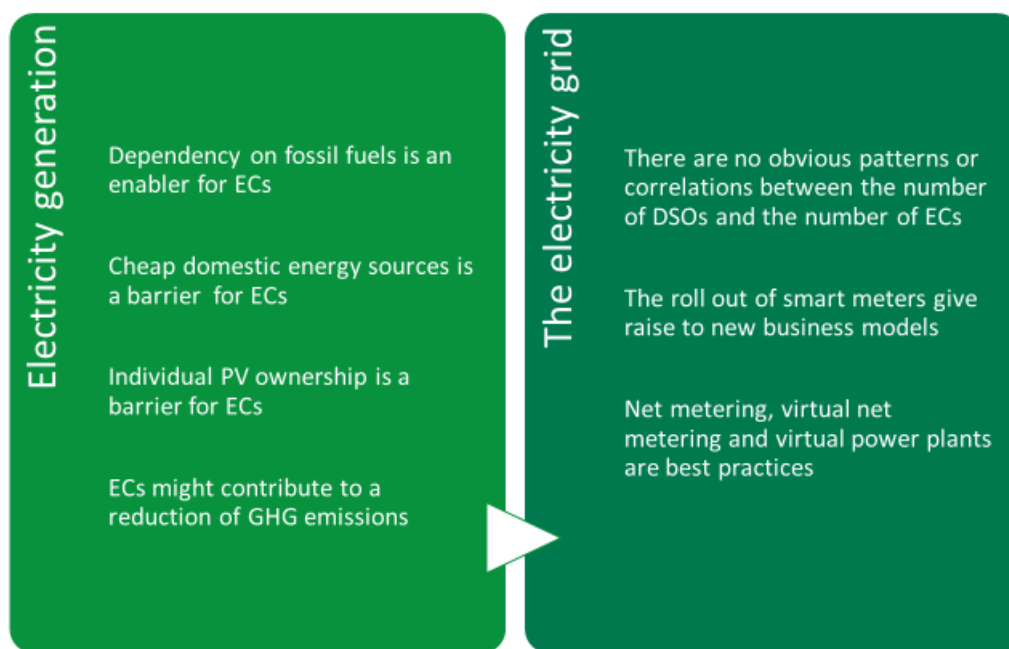 Electricity generation
Dependency on fossil fuels is an
enabler for ECs
Cheap domestic energy sources is
a barrier for ECs
Individual PV ownership is a
barrier for ECs
ECs might contribute to a
reduction of GHG emissions
The electricity grid
There are no obvious patterns or
correlations between the number
of DSOs and the number of ECs
The roll out of smart meters give
raise to new business models
Net metering, virtual net
metering and virtual power plants
are best practices